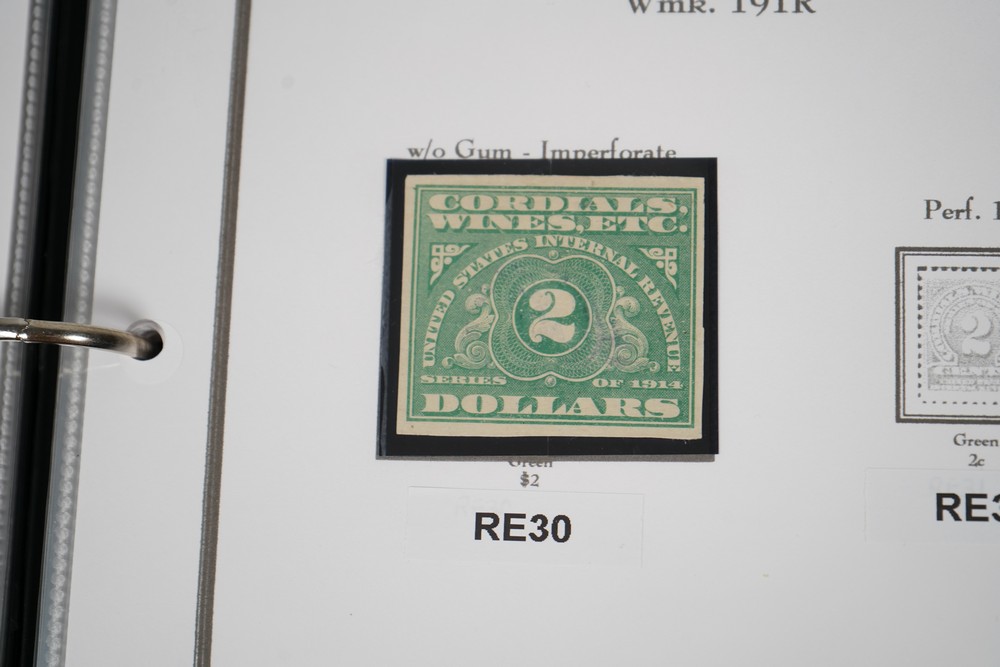 Wmk. 191R
w/o Gum - Imperforate
CORDIALS,
WINES, ETC.
UNITED STATES INTERNAL REVENUE
2
SERIES OF 1914
DOLLARS
Green
$2
RE30
Perf. 1
2
Green
2c
RE3